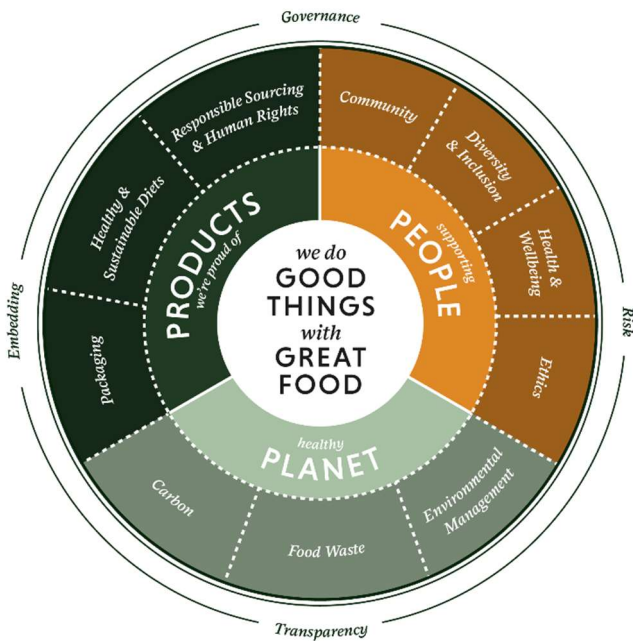 Governance
Responsible Sourcing
& Human Rights
Community
Diversity
& Inclusion
Healthy &
Sustainable Diets
Health &
Wellbeing
PRODUCTS
we're proud of
supporting
PEOPLE
we do
GOOD
THINGS
with
GREAT
FOOD
Embedding
Risk
Packaging
Ethics
healthy
PLANET
Carbon
Food Waste
Environmental
Management
Transparency